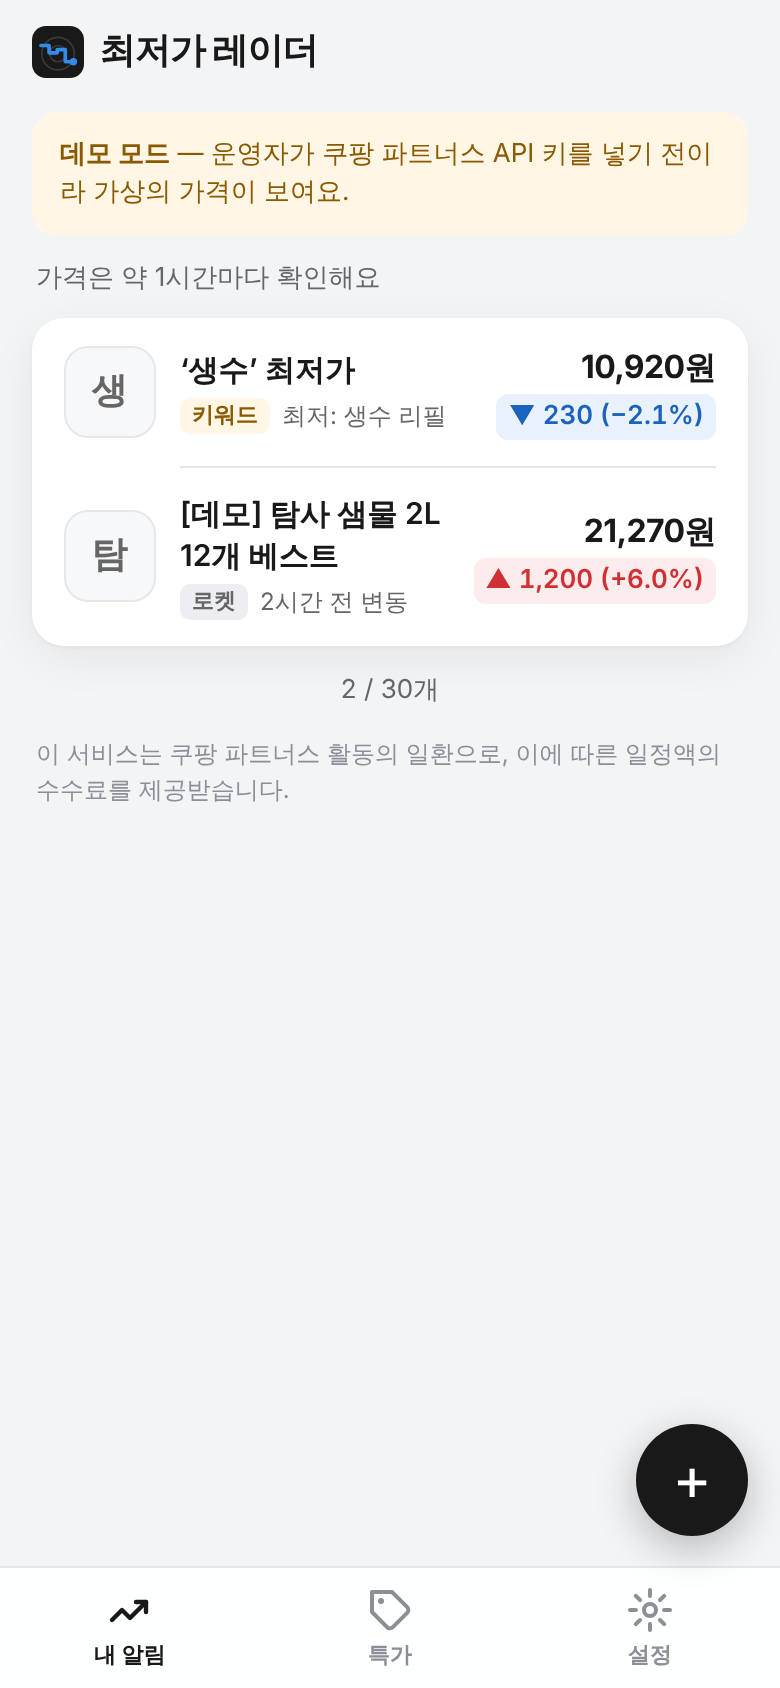 최저가 레이더
데모 모드 — 운영자가 쿠팡 파트너스 API 키를 넣기 전이
라 가상의 가격이 보여요.
가격은 약 1시간마다 확인해요
생
‘생수’ 최저가
10,920원
키워드 최저: 생수 리필
▼ 230 (−2.1%)
탐
[데모] 탐사 샘물 2L
12개 베스트
21,270원
로켓 2시간 전 변동
▲ 1,200 (+6.0%)
2 / 30개
이 서비스는 쿠팡 파트너스 활동의 일환으로, 이에 따른 일정액의
수수료를 제공받습니다.
+
내 알림
특가
설정